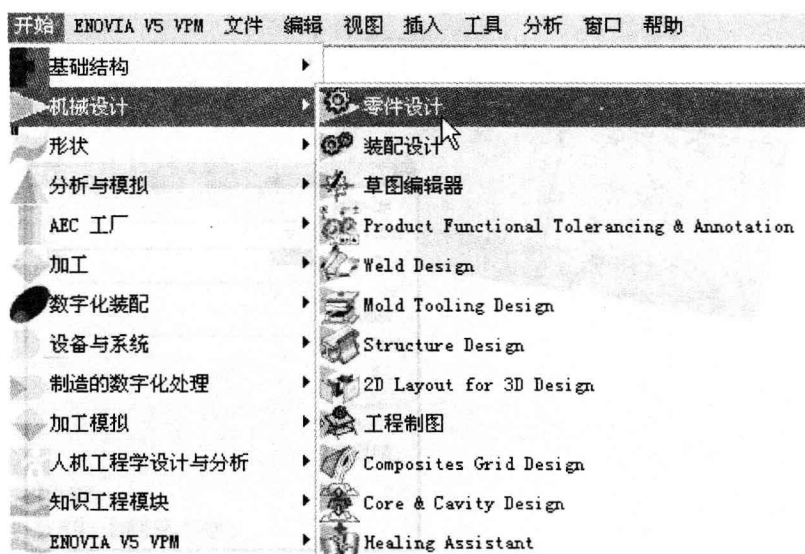 开始 ENOVIA V5 VPM 文件 编辑 视图 插入 工具 分析 窗口 帮助
基础结构
机械设计
形状
分析与模拟
AEC 工厂
加工
数字化装配
设备与系统
制造的数字化处理
加工模拟
人机工程学设计与分析
知识工程模块
ENOVIA V5 VPM
零件设计
装配设计
草图编辑器
Product Functional Tolerancing & Annotation
Weld Design
Mold Tooling Design
Structure Design
2D Layout for 3D Design
工程制图
Composites Grid Design
Core & Cavity Design
Healing Assistant